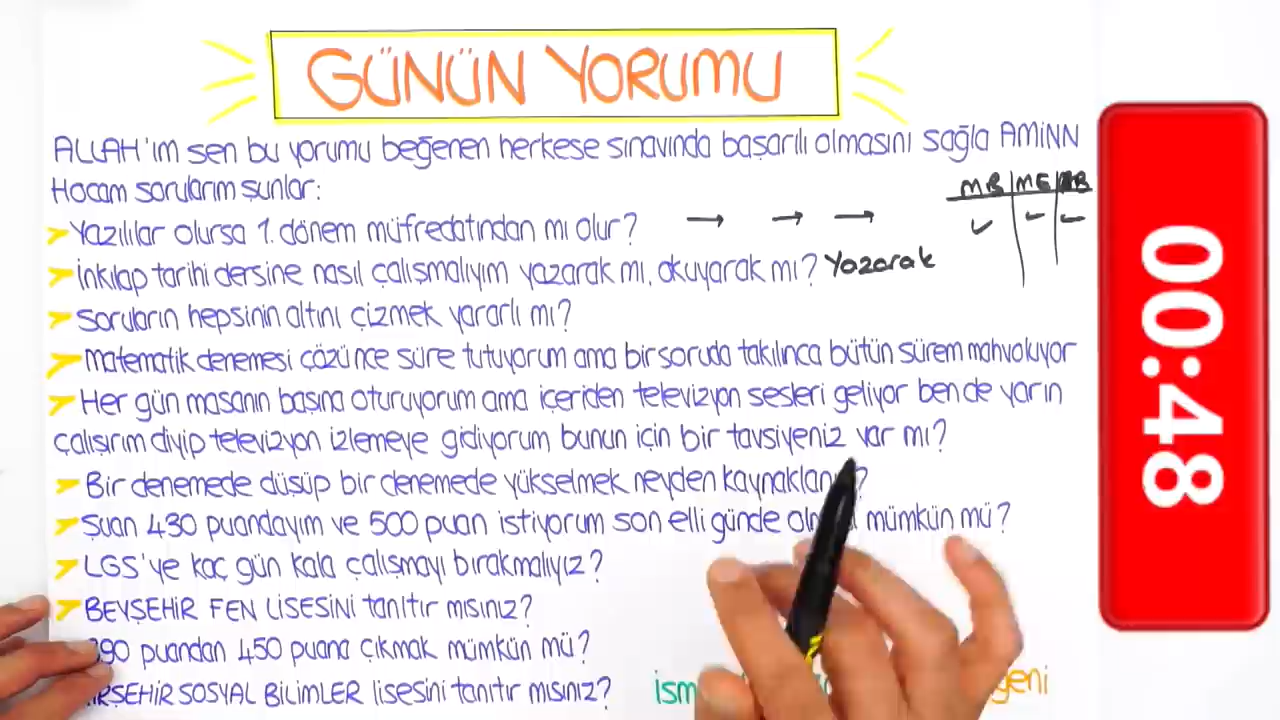 GÜNÜN YORUMU
ALLAH'ım sen bu yorumu beğenen herkese sınavında başarılı olmasını sağla AMİNN
Hocam sorularım şunlar:
MB ME
➤ Yazılılar olursa 1. dönem müfredatından mı olur? → → →
➤ İnkılap tarihi dersine nasıl çalışmalıyım yazarak mı, okuyarak mı? Yazarak
➤ Soruların hepsinin altını çizmek yararlı mı?
➤ Matematik denemesi çözünce süre tutuyorum ama bir soruda takılınca bütün sürem mahvoluyor
➤ Her gün masanın başına oturuyorum ama içeriden televizyon sesleri geliyor bende yarın
çalışırım diyip televizyon izlemeye gidiyorum bunun için bir tavsiyeniz var mı?
➤ Bir denemede düşüp bir denemede yükselmek neyden ?
➤ Şuan 430 puandayım ve 500 puan istiyorum son elli günde mümkün mü?
➤ LGS'ye kaç gün kala çalışmayı bırakmalıyız?
➤ BEYŞEHİR FEN LİSESİNİ tanıtır mısınız?
puandan 450 puana çıkmak mümkün mü?
SOSYAL BİLİMLER lisesini tanıtır mısınız?
00:48